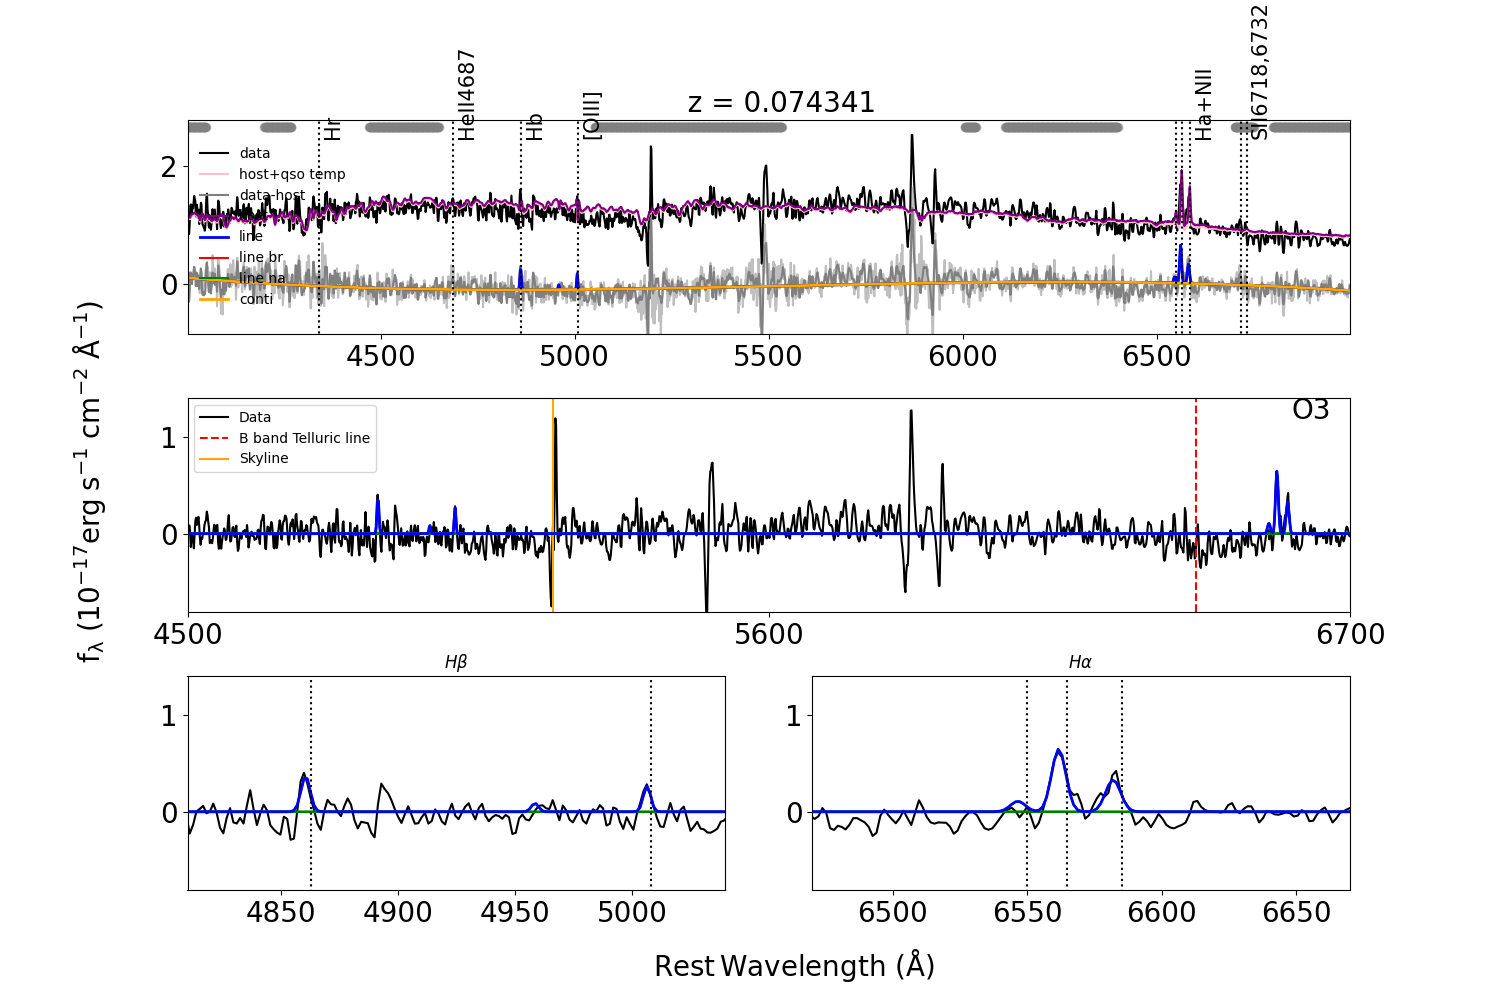 z = 0.074341
Hr
HeII4687
Hb
[OIII]
Ha+NII
SII6718,6732
data
host+qso temp
data-host
line
line br
line na
conti
2
0
4500
5000
5500
6000
6500
O3
Data
B band Telluric line
Skyline
1
0
4500
5600
6700
fλ (10−17erg s−1 cm−2 Å−1)
Hβ
1
0
4850
4900
4950
5000
Hα
1
0
6500
6550
6600
6650
Rest Wavelength (Å)